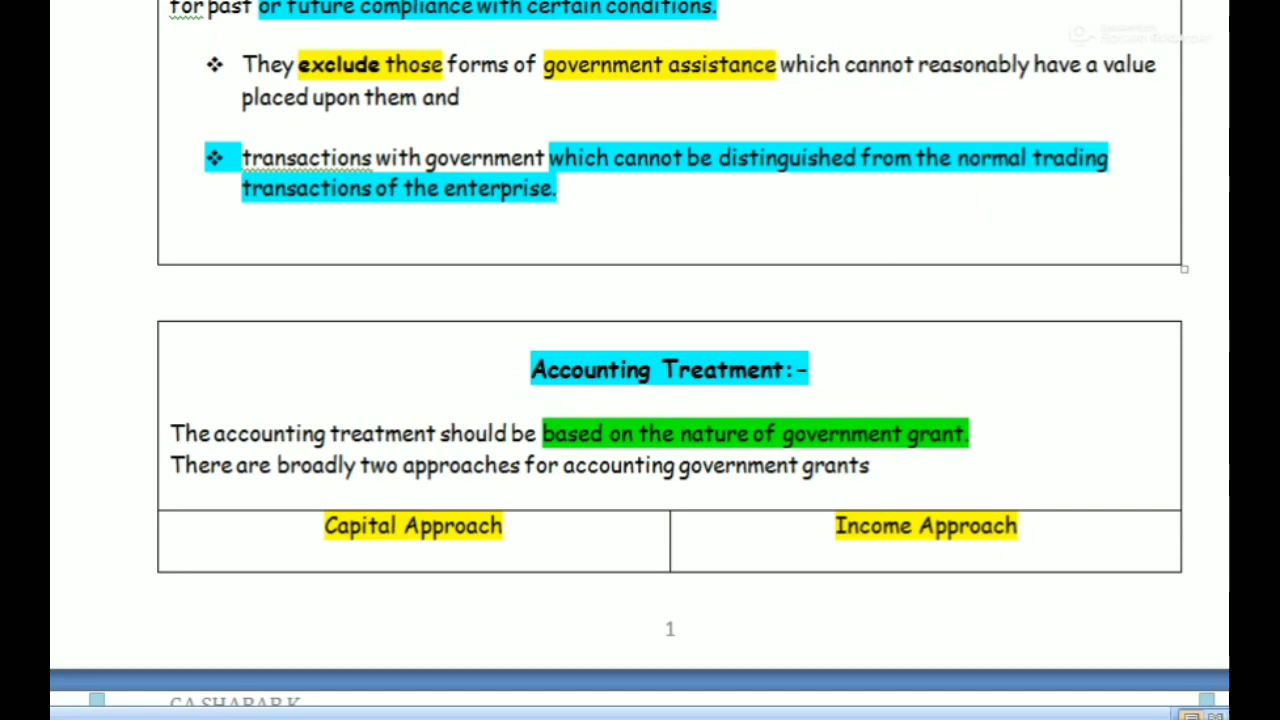 for past or future compliance with certain conditions.
❖ They exclude those forms of government assistance which cannot reasonably have a value
placed upon them and
❖ transactions with government which cannot be distinguished from the normal trading
transactions of the enterprise.
Accounting Treatment:-
The accounting treatment should be based on the nature of government grant.
There are broadly two approaches for accounting government grants
Capital Approach
Income Approach
1
CA SHABAB K